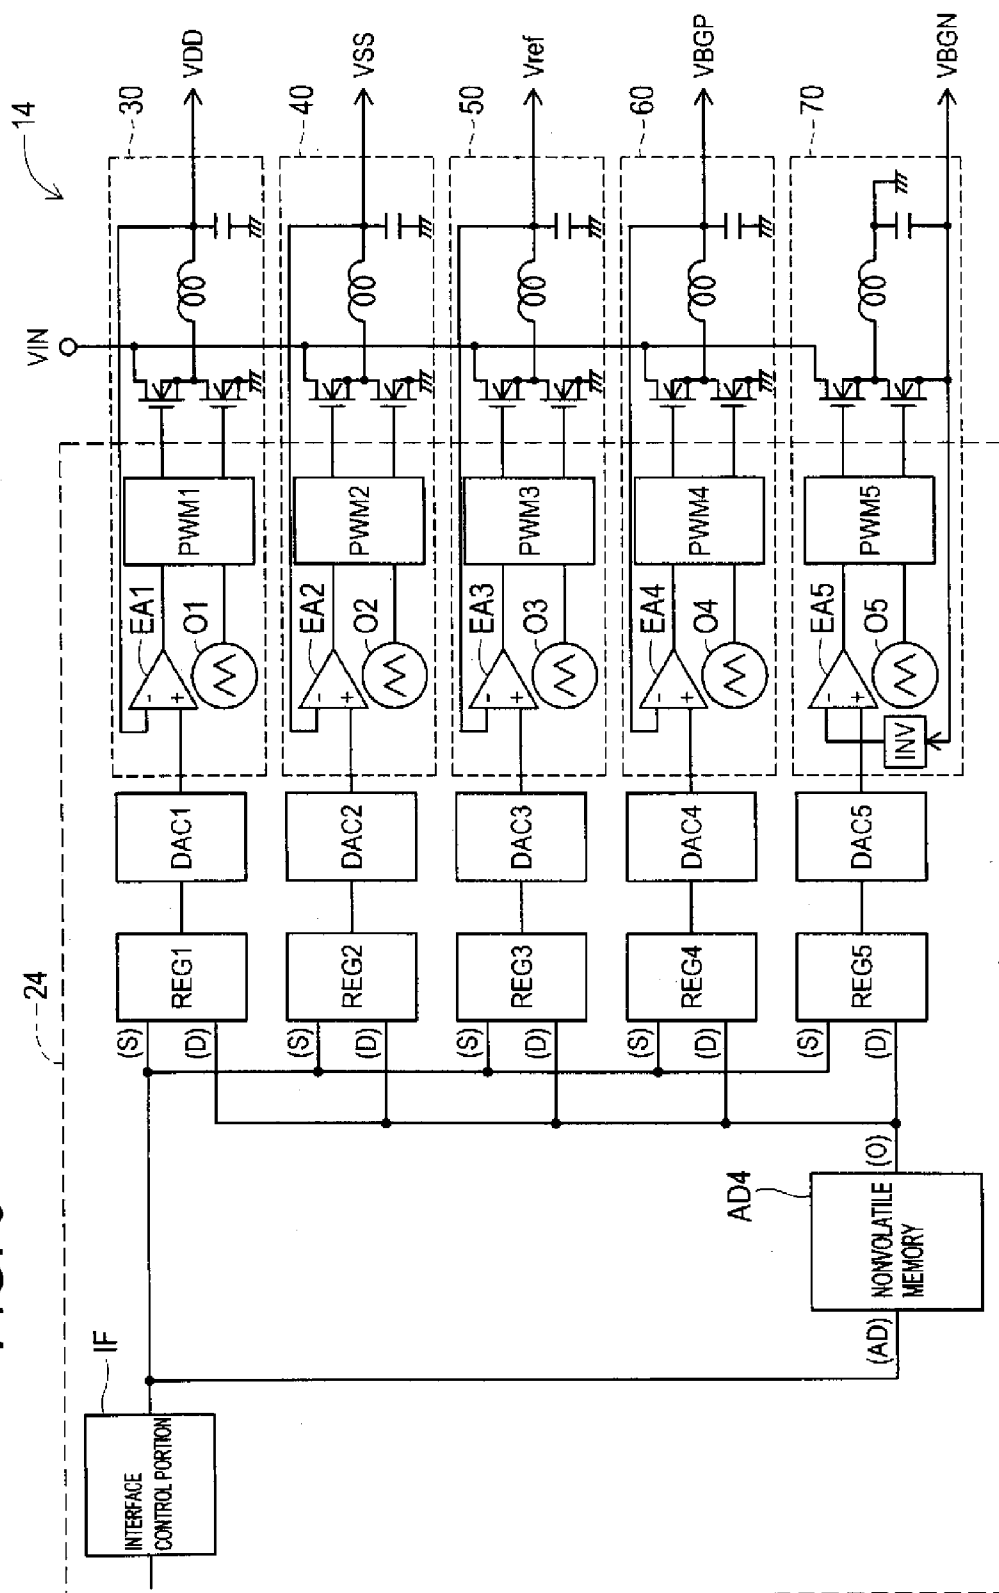 14
VIN
30
VDD
40
VSS
50
Vref
60
VBGP
70
VBGN
24
IF
INTERFACE
CONTROL PORTION
(S)
(D)
REG1
DAC1
EA1
-
+
O1
PWM1
(S)
(D)
REG2
DAC2
EA2
-
+
O2
PWM2
(S)
(D)
REG3
DAC3
EA3
-
+
O3
PWM3
(S)
(D)
REG4
DAC4
EA4
-
+
O4
PWM4
(S)
(D)
REG5
DAC5
EA5
-
+
O5
PWM5
INV
AD4
(AD)
NONVOLATILE
MEMORY
(O)